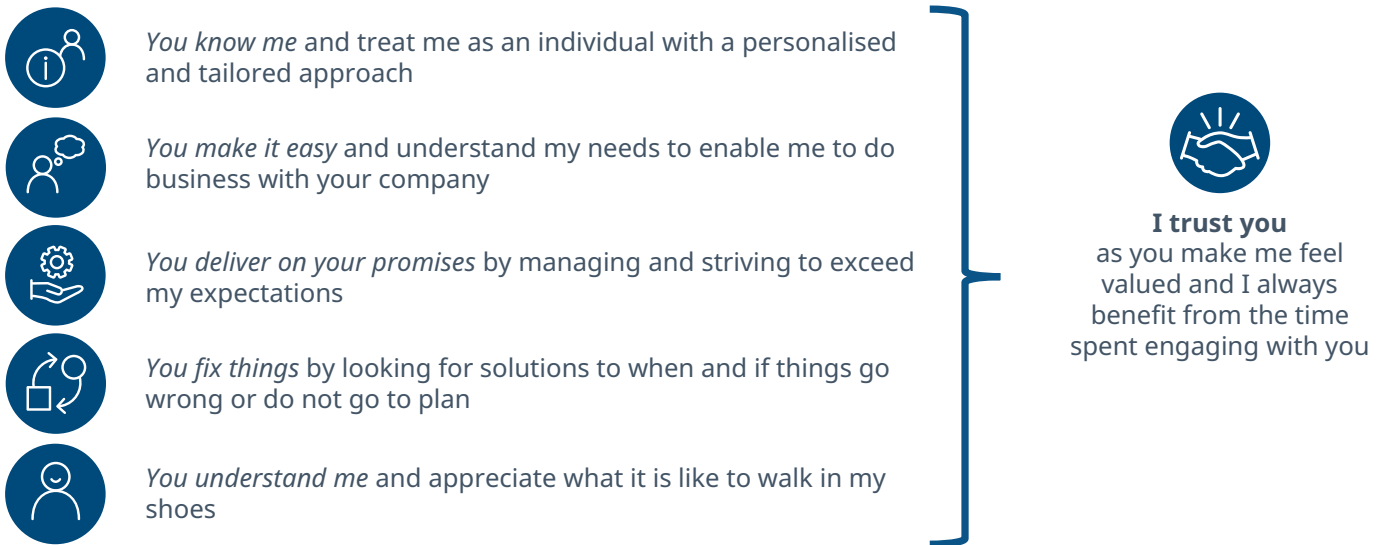 You know me and treat me as an individual with a personalised
and tailored approach
You make it easy and understand my needs to enable me to do
business with your company
You deliver on your promises by managing and striving to exceed
my expectations
You fix things by looking for solutions to when and if things go
wrong or do not go to plan
You understand me and appreciate what it is like to walk in my
shoes
I trust you
as you make me feel
valued and I always
benefit from the time
spent engaging with you